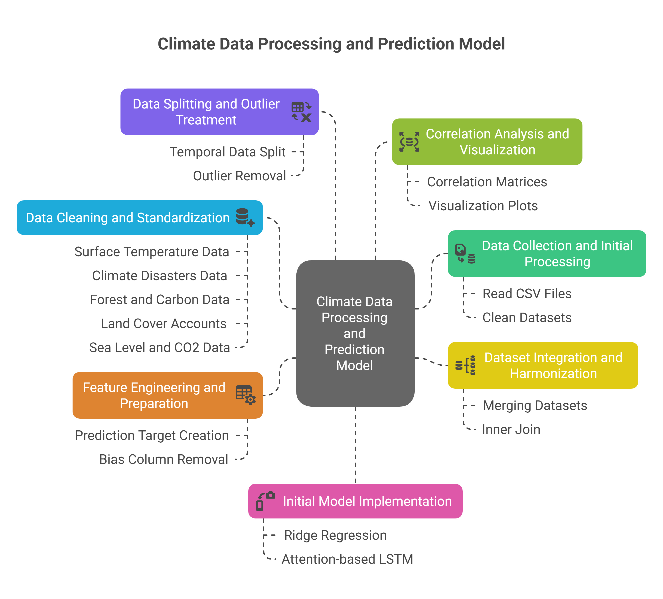 Climate Data Processing and Prediction Model
Data Splitting and Outlier
Treatment
Temporal Data Split
Outlier Removal
Correlation Analysis and
Visualization
Correlation Matrices
Visualization Plots
Data Cleaning and Standardization
Surface Temperature Data
Climate Disasters Data
Forest and Carbon Data
Land Cover Accounts
Sea Level and CO2 Data
Data Collection and Initial
Processing
Read CSV Files
Clean Datasets
Climate Data
Processing
and
Prediction
Model
Dataset Integration and
Harmonization
Merging Datasets
Inner Join
Feature Engineering and
Preparation
Prediction Target Creation
Bias Column Removal
Initial Model Implementation
Ridge Regression
Attention-based LSTM